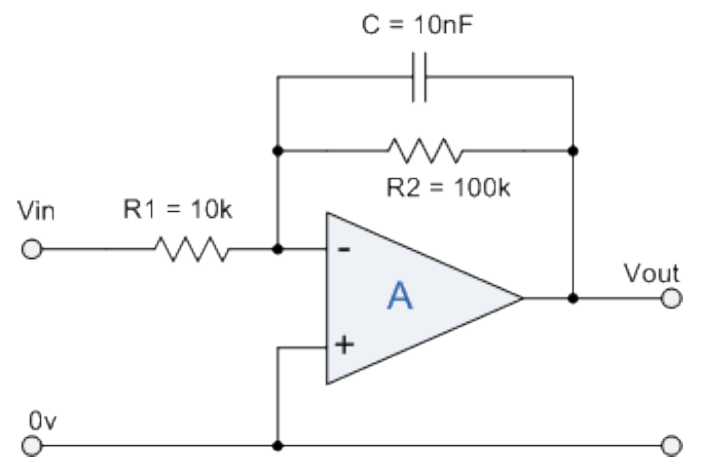 C = 10nF
R2 = 100k
Vin
R1 = 10k
-
A
Vout
+
0v